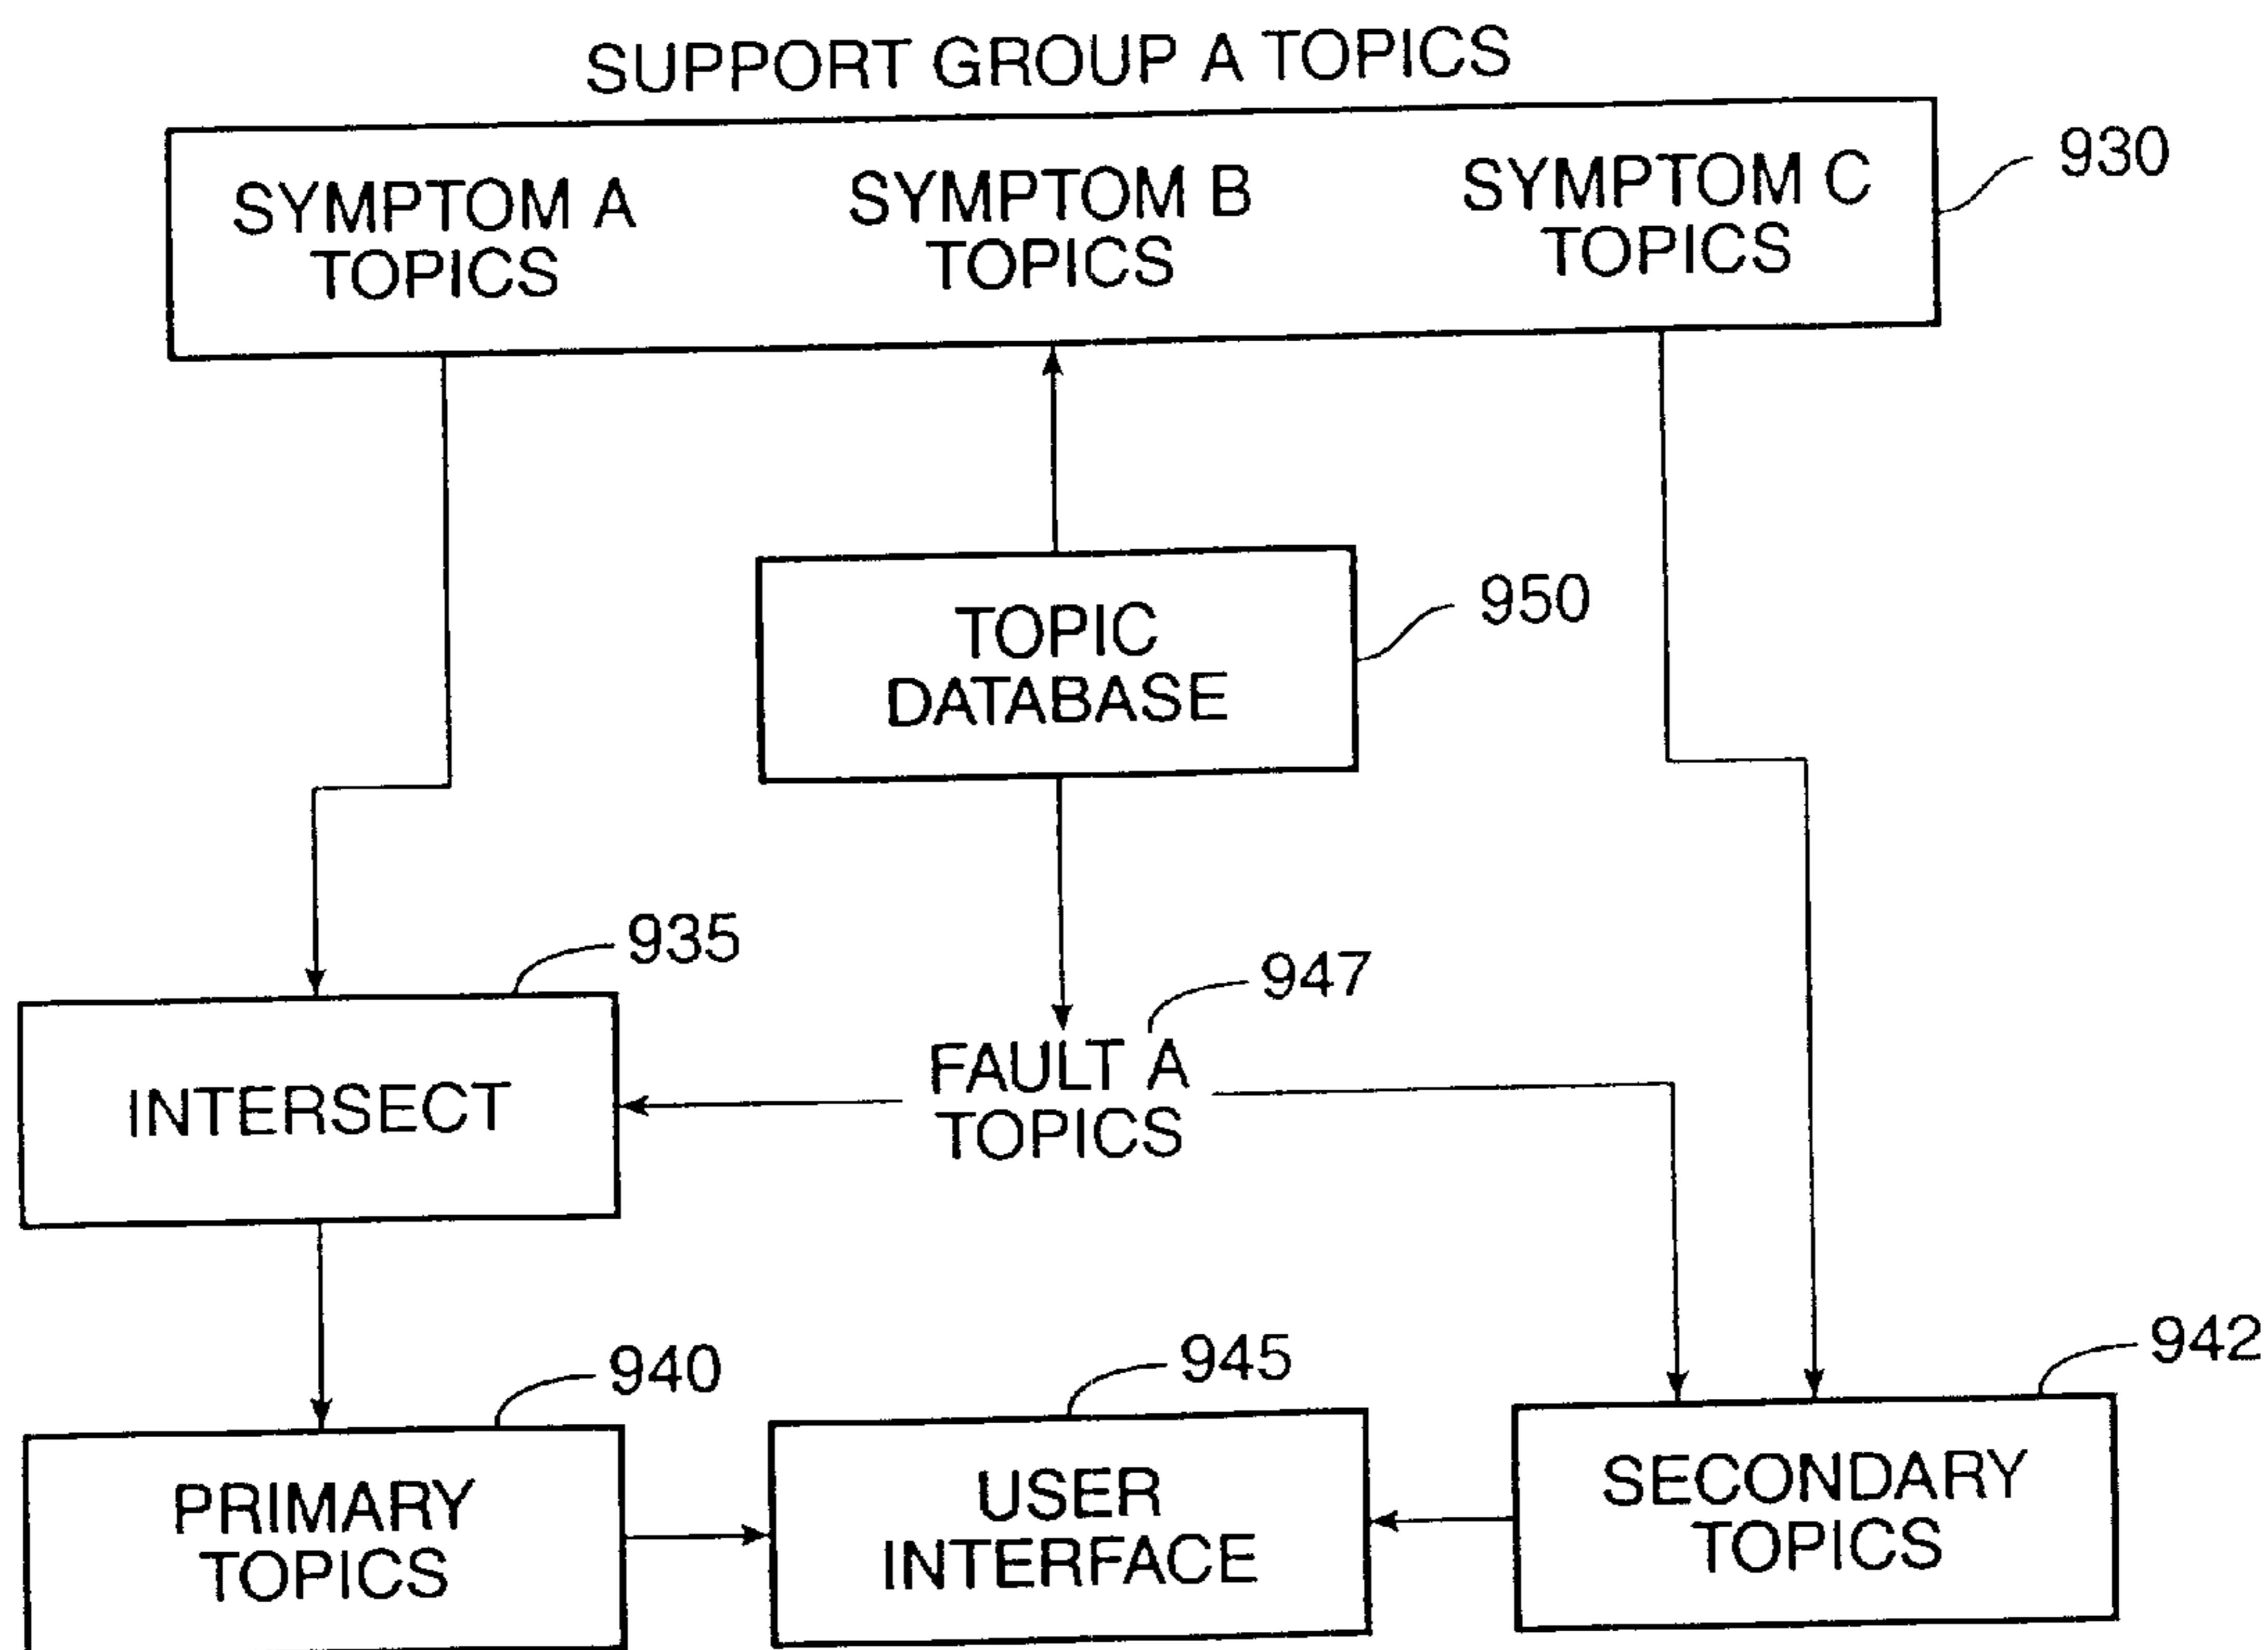 SUPPORT GROUP A TOPICS
SYMPTOM A
TOPICS
SYMPTOM B
TOPICS
SYMPTOM C
TOPICS
930
TOPIC
DATABASE
950
935
947
INTERSECT
FAULT A
TOPICS
940
945
942
PRIMARY
TOPICS
USER
INTERFACE
SECONDARY
TOPICS